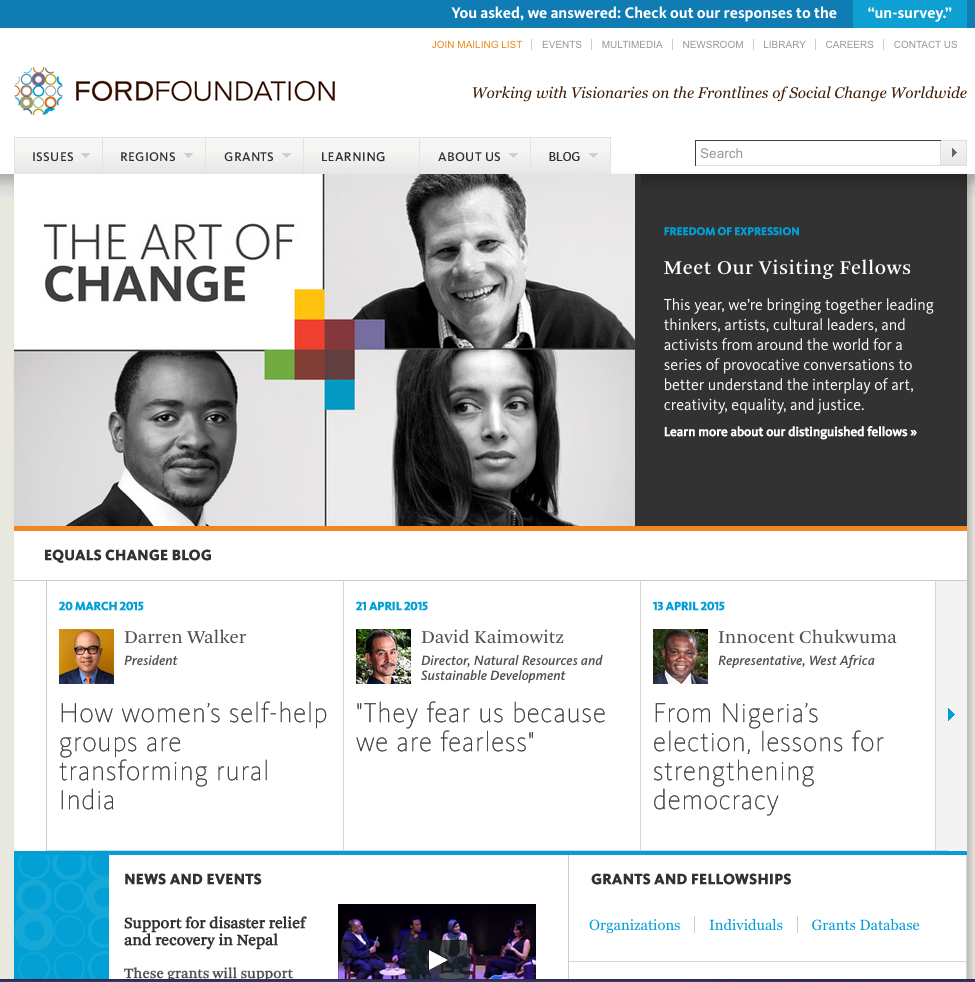 You asked, we answered: Check out our responses to the “un-survey.”
JOIN MAILING LIST EVENTS MULTIMEDIA NEWSROOM LIBRARY CAREERS CONTACT US
FORDFOUNDATION
Working with Visionaries on the Frontlines of Social Change Worldwide
ISSUES REGIONS GRANTS LEARNING ABOUT US BLOG
Search
THE ART OF
CHANGE
FREEDOM OF EXPRESSION
Meet Our Visiting Fellows
This year, we’re bringing together leading
thinkers, artists, cultural leaders, and
activists from around the world for a
series of provocative conversations to
better understand the interplay of art,
creativity, equality, and justice.
Learn more about our distinguished fellows »
EQUALS CHANGE BLOG
20 MARCH 2015
Darren Walker
President
How women’s self-help
groups are
transforming rural
India
21 APRIL 2015
David Kaimowitz
Director, Natural Resources and
Sustainable Development
"They fear us because
we are fearless"
13 APRIL 2015
Innocent Chukwuma
Representative, West Africa
From Nigeria’s
election, lessons for
strengthening
democracy
NEWS AND EVENTS
Support for disaster relief
and recovery in Nepal
These grants will support
GRANTS AND FELLOWSHIPS
Organizations Individuals Grants Database